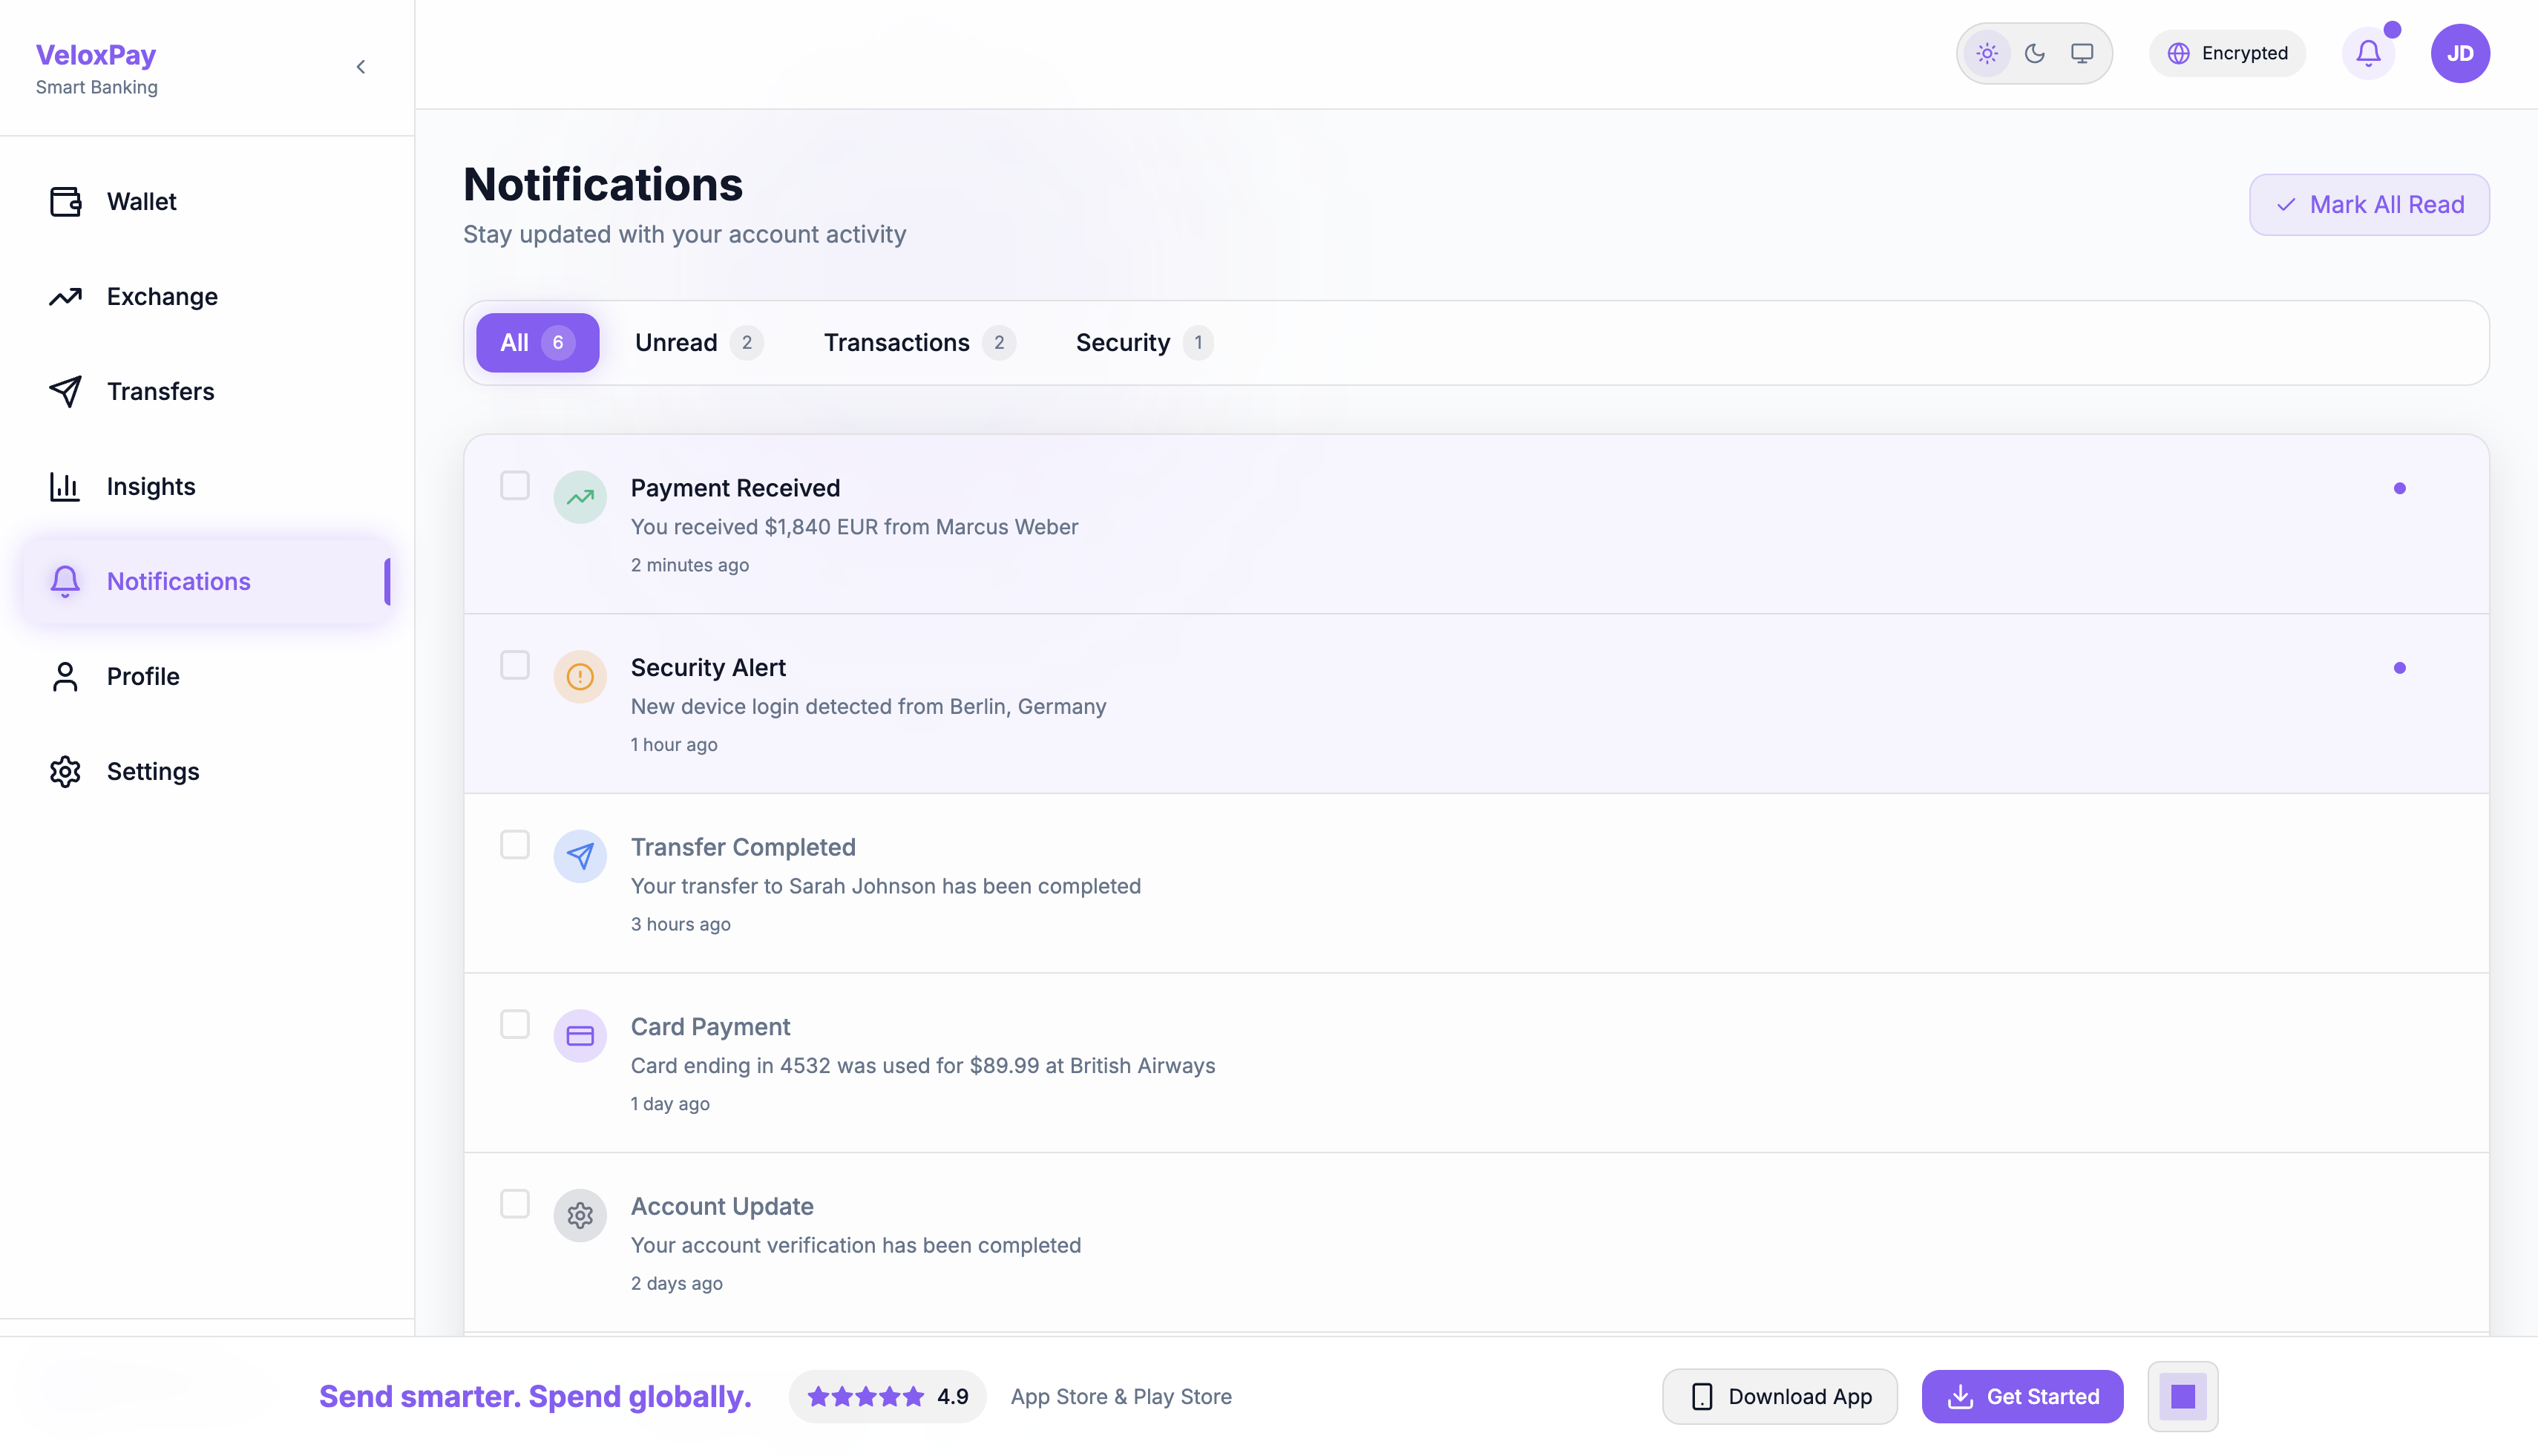 VeloxPay
Smart Banking
Wallet
Exchange
Transfers
Insights
Notifications
Profile
Settings
Encrypted
JD
Notifications
Stay updated with your account activity
Mark All Read
All 6
Unread 2
Transactions 2
Security 1
Payment Received
You received $1,840 EUR from Marcus Weber
2 minutes ago
Security Alert
New device login detected from Berlin, Germany
1 hour ago
Transfer Completed
Your transfer to Sarah Johnson has been completed
3 hours ago
Card Payment
Card ending in 4532 was used for $89.99 at British Airways
1 day ago
Account Update
Your account verification has been completed
2 days ago
Send smarter. Spend globally.
4.9
App Store & Play Store
Download App
Get Started